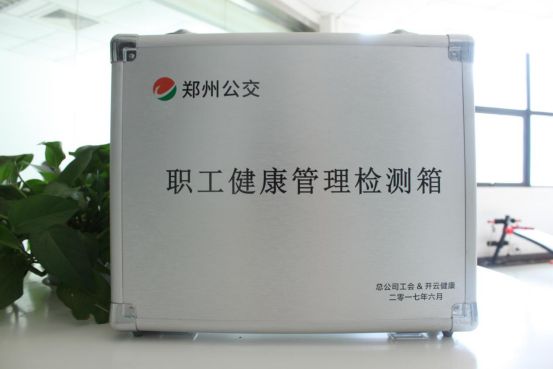 郑州公交
职工健康管理检测箱
总公司工会 & 开云健康
二零一七年六月